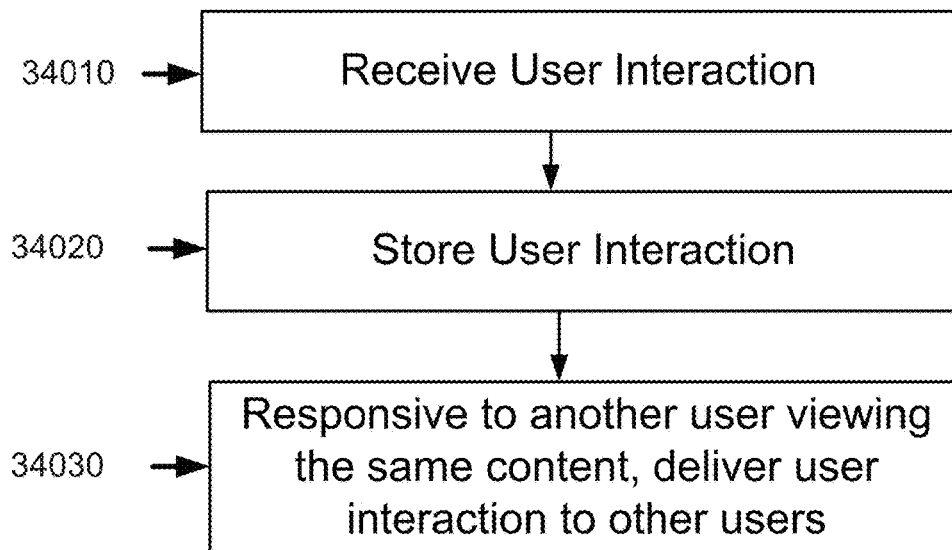 34010
Receive User Interaction
34020
Store User Interaction
34030
Responsive to another user viewing
the same content, deliver user
interaction to other users